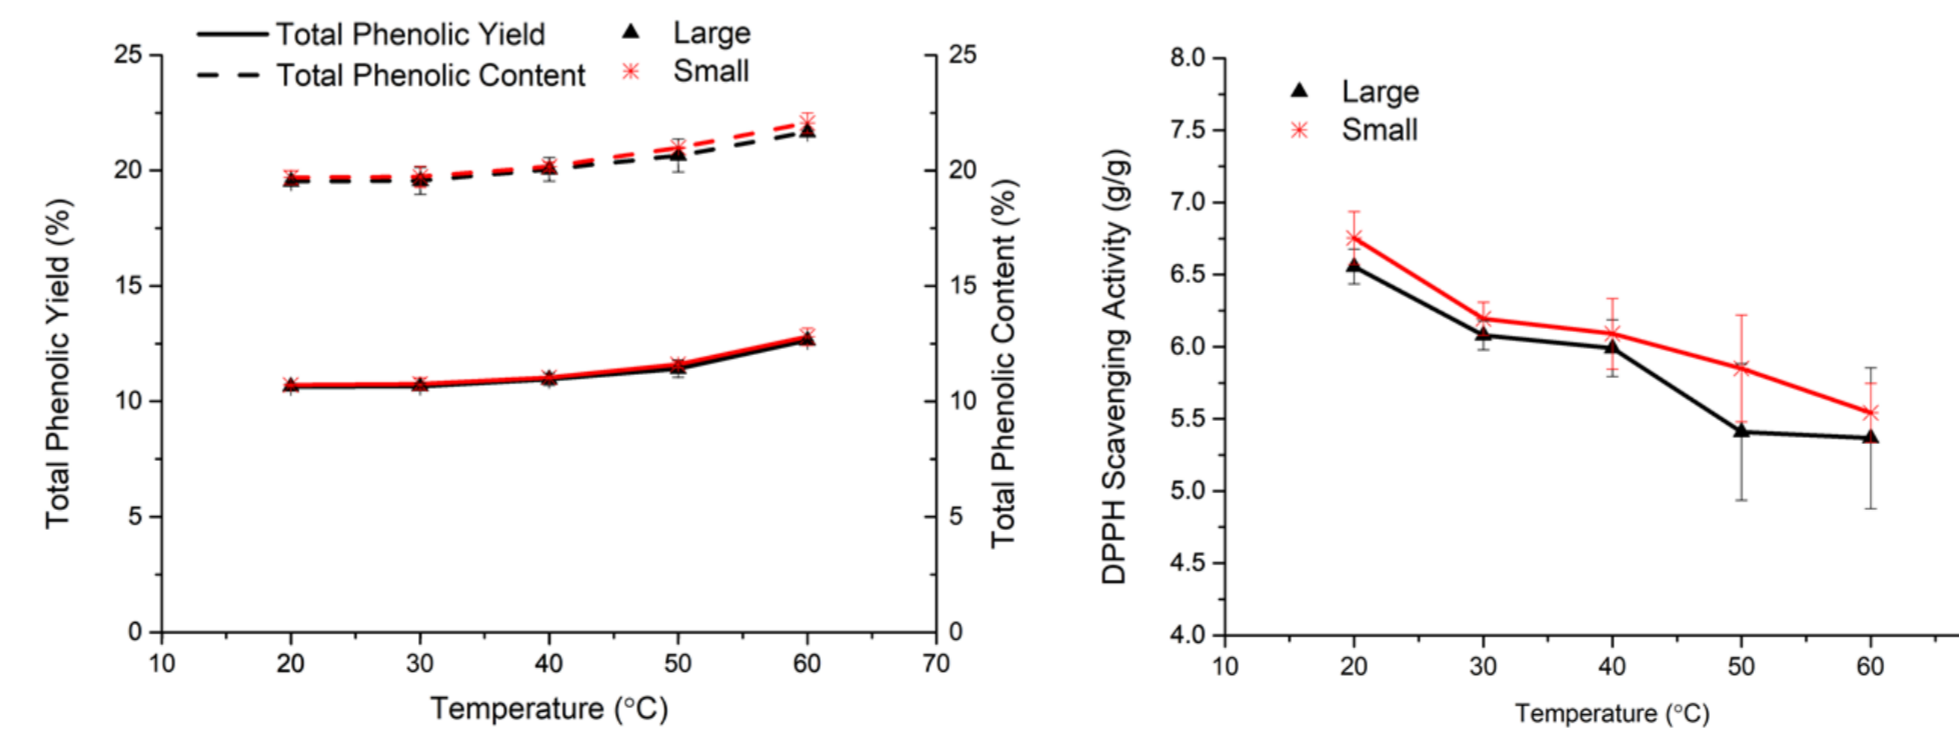 Total Phenolic Yield
Large
Total Phenolic Content
Small
25
20
15
10
5
0
25
20
15
10
5
0
10 20 30 40 50 60 70
Total Phenolic Yield (%)
Total Phenolic Content (%)
Temperature (°C)
Large
Small
8.0
7.5
7.0
6.5
6.0
5.5
5.0
4.5
4.0
10 20 30 40 50 60
DPPH Scavenging Activity (g/g)
Temperature (°C)